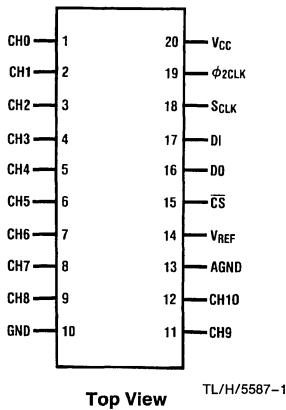 CH0 1 20 VCC
CH1 2 19 ϕ2CLK
CH2 3 18 SCLK
CH3 4 17 DI
CH4 5 16 DO
CH5 6 15 C̅S̅
CH6 7 14 VREF
CH7 8 13 AGND
CH8 9 12 CH10
GND 10 11 CH9
Top View
TL/H/5587–1